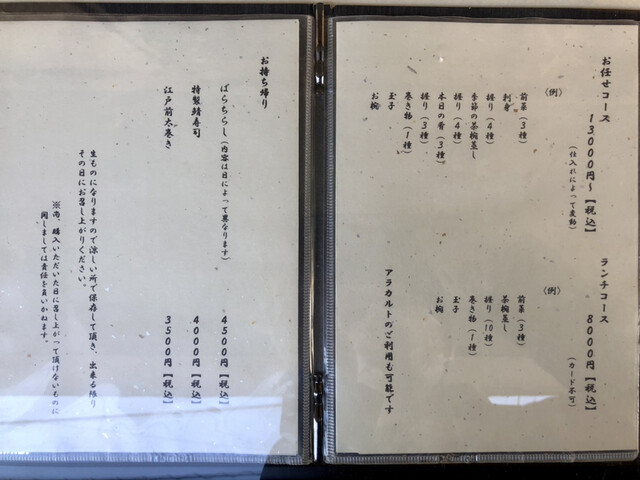 お任せコース 13000円～【税込】
（仕入れによって変動）
（例）
前菜（3種）
刺身
握り（4種）
季節の茶椀蒸し
握り（4種）
本日の肴（3種）
握り（3種）
巻き物（1種）
玉子
お椀
ランチコース 8000円【税込】
（カード不可）
（例）
前菜（3種）
茶椀蒸し
握り（10種）
巻き物（1種）
玉子
お椀
アラカルトのご利用も可能です
お持ち帰り
ばらちらし（内容は日によって異なります） 4500円【税込】
特製鯖寿司 4000円【税込】
江戸前太巻き 3500円【税込】
生ものになりますので涼しい所で保存して頂き、出来る限り
その日にお召し上がりください。
※尚、購入いただいた日に召し上がって頂けないものに
関しましては責任を負いかねます。